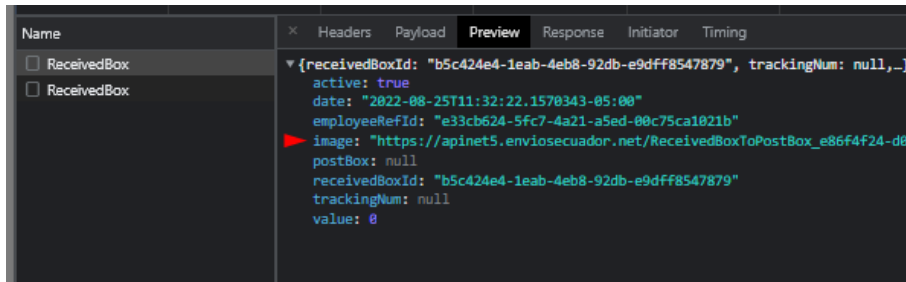 Name
ReceivedBox
ReceivedBox
× Headers Payload Preview Response Initiator Timing
▼{receivedBoxId: "b5c424e4-1eab-4eb8-92db-e9dff8547879", trackingNum: null,…}
active: true
date: "2022-08-25T11:32:22.1570343-05:00"
employeeRefId: "e33cb624-5fc7-4a21-a5ed-00c75ca1021b"
image: "https://apinet5.enviosecuador.net/ReceivedBoxToPostBox_e86f4f24-d0
postBox: null
receivedBoxId: "b5c424e4-1eab-4eb8-92db-e9dff8547879"
trackingNum: null
value: 0